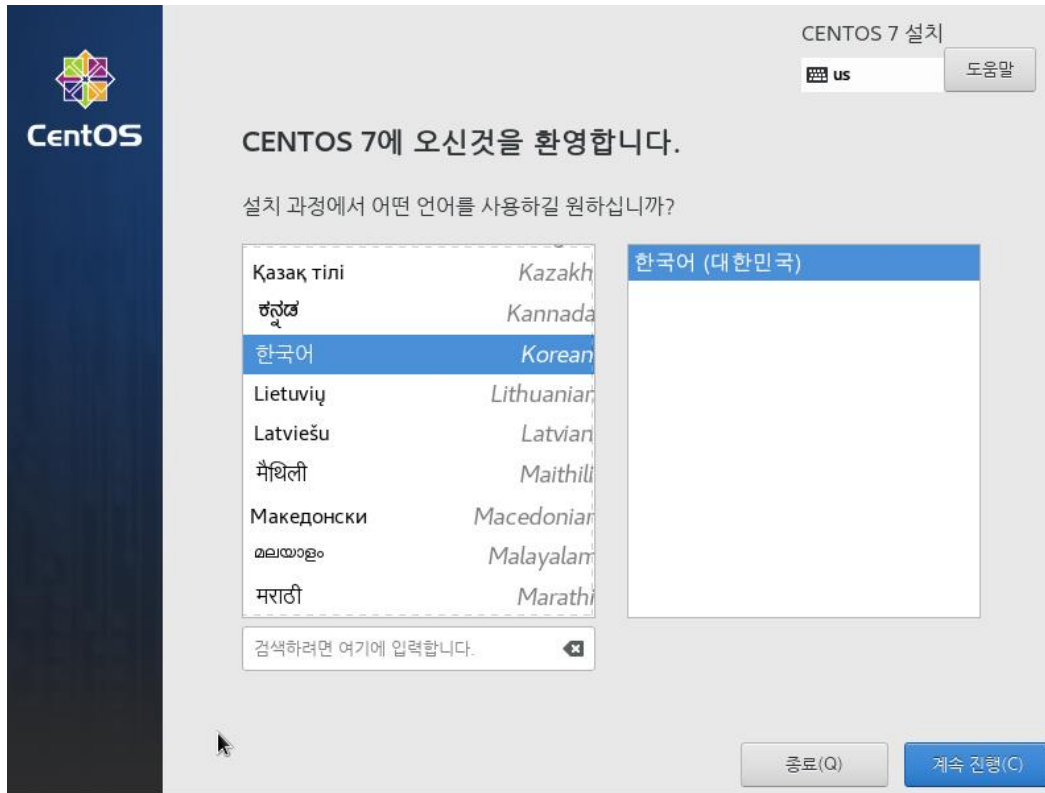 CENTOS 7 설치
us
도움말
CentOS
CENTOS 7에 오신것을 환영합니다.
설치 과정에서 어떤 언어를 사용하길 원하십니까?
Қазақ тілі Kazakh
ಕನ್ನಡ Kannada
한국어 Korean
Lietuvių Lithuanian
Latviešu Latvian
मैथिली Maithili
Македонски Macedonian
മലയാളം Malayalam
मराठी Marathi
한국어 (대한민국)
검색하려면 여기에 입력합니다.
종료(Q)
계속 진행(C)